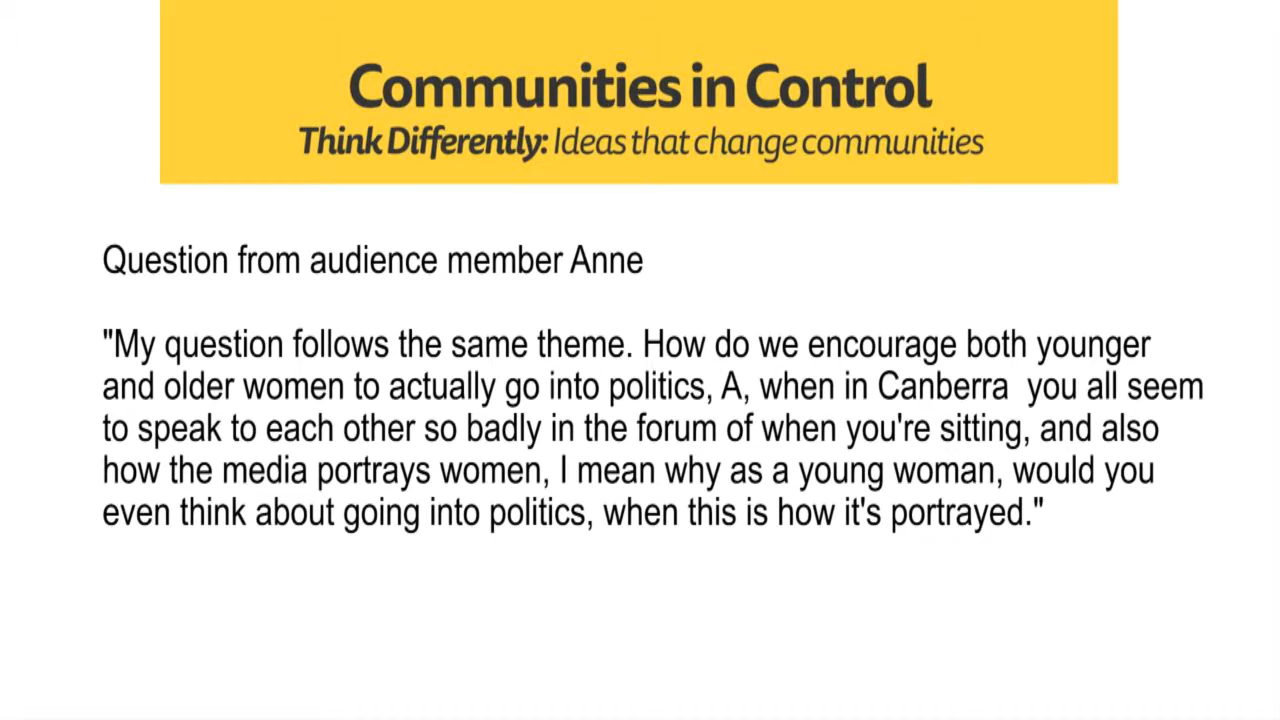 Communities in Control
Think Differently: Ideas that change communities
Question from audience member Anne
"My question follows the same theme. How do we encourage both younger
and older women to actually go into politics, A, when in Canberra  you all seem
to speak to each other so badly in the forum of when you're sitting, and also
how the media portrays women, I mean why as a young woman, would you
even think about going into politics, when this is how it's portrayed."